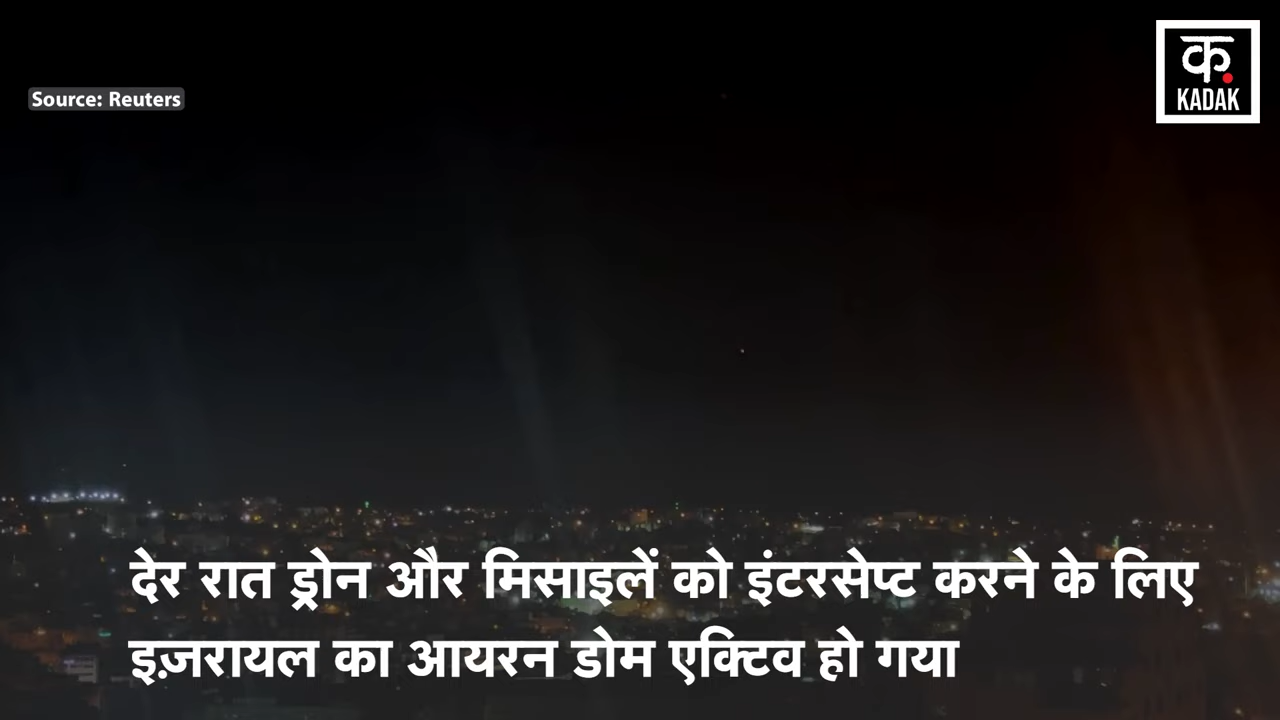 Source: Reuters
क.
KADAK
देर रात ड्रोन और मिसाइलें को इंटरसेप्ट करने के लिए
इज़रायल का आयरन डोम एक्टिव हो गया